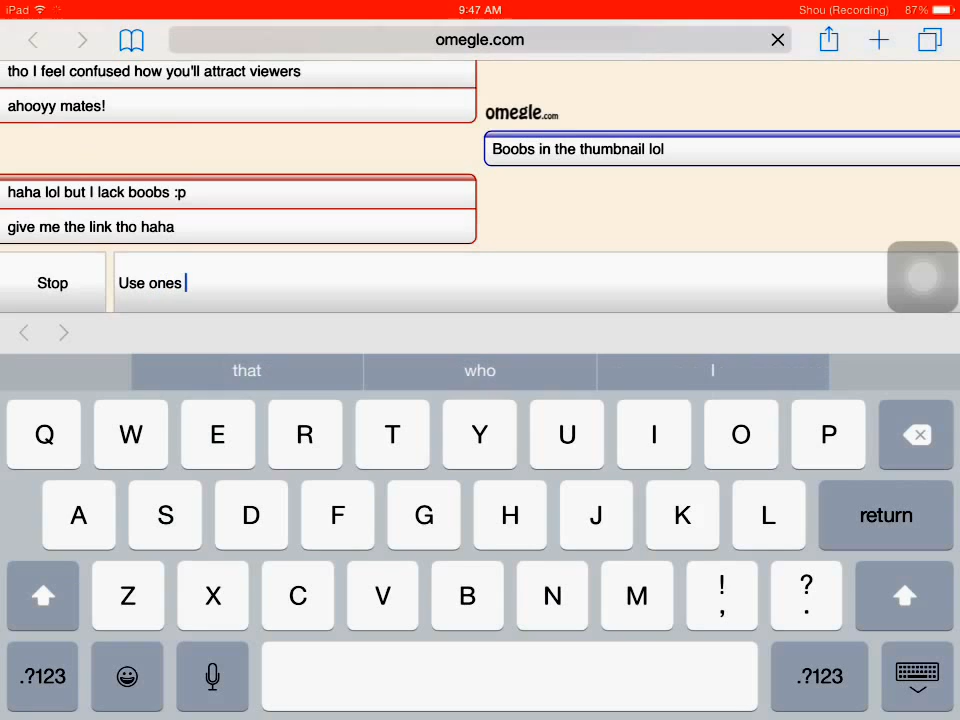 iPad 9:47 AM Shou (Recording) 87%
omegle.com
tho I feel confused how you'll attract viewers
ahooyy mates!
omegle.com
Boobs in the thumbnail lol
haha lol but I lack boobs :p
give me the link tho haha
Stop Use ones
that who I
Q W E R T Y U I O P
A S D F G H J K L return
Z X C V B N M ! , ? .
.?123 .?123